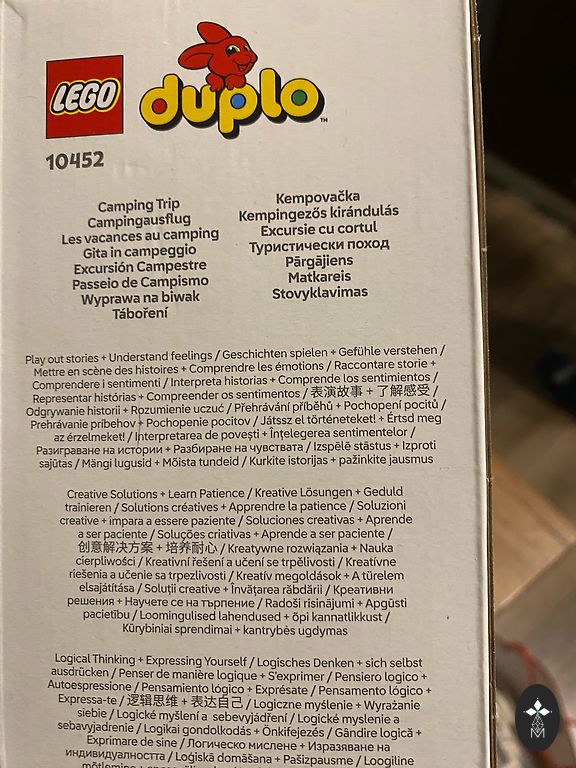 LEGO
duplo™
10452
Camping Trip
Campingausflug
Les vacances au camping
Gita in campeggio
Excursión Campestre
Passeio de Campismo
Wyprawa na biwak
Táboření
Kempovačka
Kempingezős kirándulás
Excursie cu cortul
Туристически поход
Pārgājiens
Matkareis
Stovyklavimas
Play out stories + Understand feelings / Geschichten spielen + Gefühle verstehen /
Mettre en scène des histoires + Comprendre les émotions / Raccontare storie +
Comprendere i sentimenti / Interpreta historias + Comprende los sentimientos /
Representar histórias + Compreender os sentimentos / 表演故事 + 了解感受 /
Odgrywanie historii + Rozumienie uczuć / Přehrávání příběhů + Pochopení pocitů /
Prehrávanie príbehov + Pochopenie pocitov / Játssz el történeteket! + Értsd meg
az érzelmeket! / Interpretarea de povești + Înțelegerea sentimentelor /
Разиграване на истории + Разбиране на чувствата / Izspēlē stāstus + Izproti
sajūtas / Mängi lugusid + Mõista tundeid / Kurkite istorijas + pažinkite jausmus
Creative Solutions + Learn Patience / Kreative Lösungen + Geduld
trainieren / Solutions créatives + Apprendre la patience / Soluzioni
creative + impara a essere paziente / Soluciones creativas + Aprende
a ser paciente / Soluções criativas + Aprende a ser paciente /
创意解决方案 + 培养耐心 / Kreatywne rozwiązania + Nauka
cierpliwości / Kreativní řešení a učení se trpělivosti / Kreatívne
riešenia a učenie sa trpezlivosti / Kreatív megoldások + A türelem
elsajátítása / Soluții creative + Învățarea răbdării / Креативни
решения + Научете се на търпение / Radoši risinājumi + Apgūsti
pacietību / Loomingulised lahendused + õpi kannatlikkust /
Kūrybiniai sprendimai + kantrybės ugdymas
Logical Thinking + Expressing Yourself / Logisches Denken + sich selbst
ausdrücken / Penser de manière logique + S'exprimer / Pensiero logico +
Autoespressione / Pensamiento lógico + Exprésate / Pensamento lógico +
Expressa-te / 逻辑思维 + 表达自己 / Logiczne myślenie + Wyrażanie
siebie / Logické myšlení a sebevyjádření / Logické myslenie a
sebavyjadrenie / Logikai gondolkodás + Önkifejezés / Gândire logică +
Exprimare de sine / Логическо мислене + Изразяване на
индивидуалността / Loģiskā domāšana + Pašizpausme / Loogiline